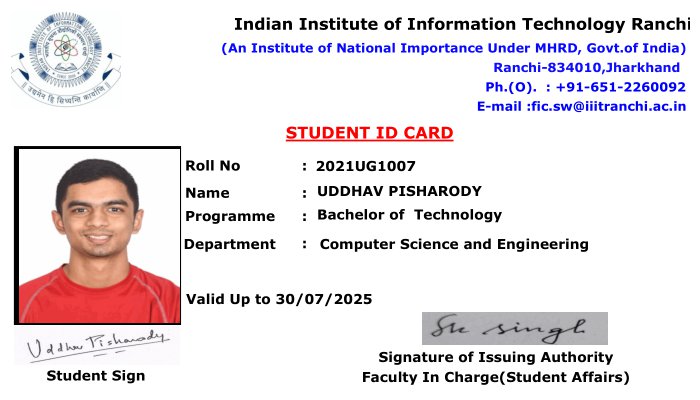 Indian Institute of Information Technology Ranchi
(An Institute of National Importance Under MHRD, Govt.of India)
Ranchi-834010,Jharkhand
Ph.(O). : +91-651-2260092
E-mail :fic.sw@iiitranchi.ac.in
उद्यमेन हि सिध्यन्ति कार्याणि
STUDENT ID CARD
Roll No : 2021UG1007
Name : UDDHAV PISHARODY
Programme : Bachelor of Technology
Department : Computer Science and Engineering
Valid Up to 30/07/2025
Uddhav Pisharody
Student Sign
singh
Signature of Issuing Authority
Faculty In Charge(Student Affairs)